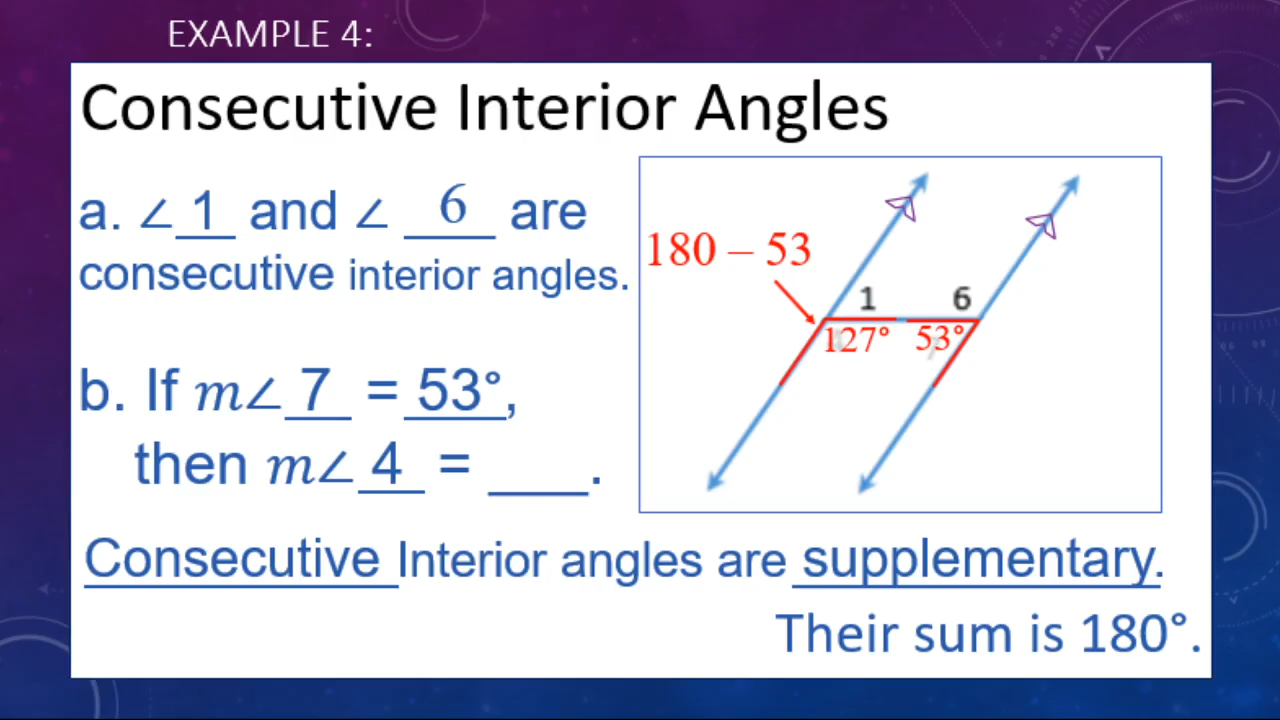 EXAMPLE 4:
Consecutive Interior Angles
a. ∠ 1 and ∠ 6 are
consecutive interior angles.
180 – 53
1 6
127° 53°
b. If m∠ 7 = 53°,
then m∠ 4 = ____.
Consecutive Interior angles are supplementary.
Their sum is 180°.